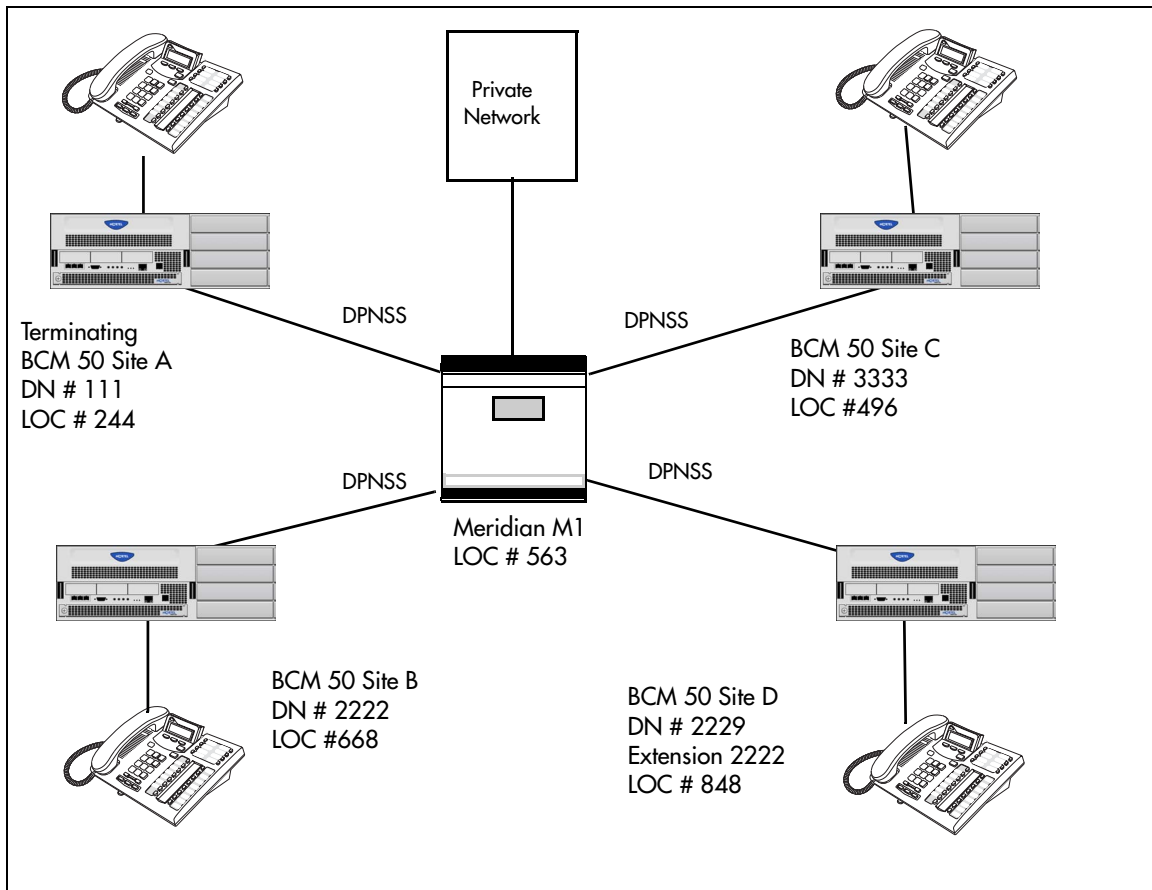 Private
Network
DPNSS
DPNSS
Terminating
BCM 50 Site A
DN # 111
LOC # 244
BCM 50 Site C
DN # 3333
LOC #496
DPNSS
DPNSS
Meridian M1
LOC # 563
BCM 50 Site B
DN # 2222
LOC #668
BCM 50 Site D
DN # 2229
Extension 2222
LOC # 848